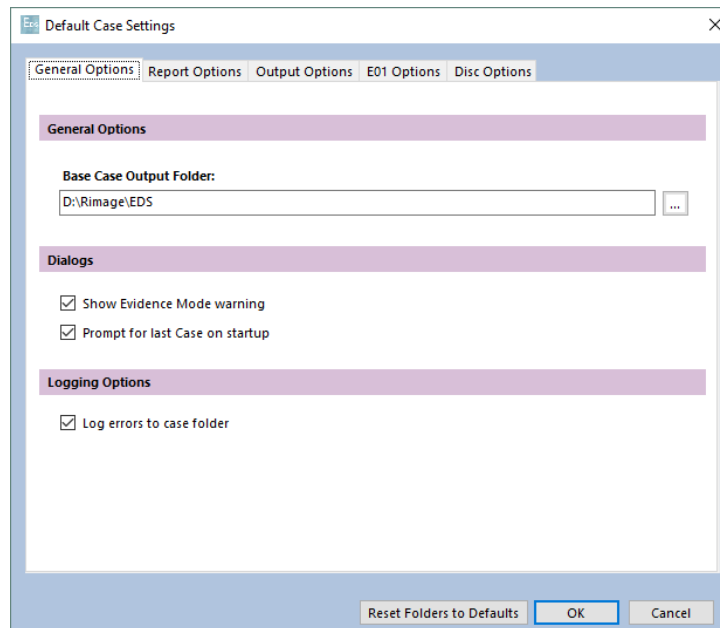 EDS Default Case Settings
General Options Report Options Output Options E01 Options Disc Options
General Options
Base Case Output Folder:
D:\Rimage\EDS
...
Dialogs
Show Evidence Mode warning
Prompt for last Case on startup
Logging Options
Log errors to case folder
Reset Folders to Defaults OK Cancel